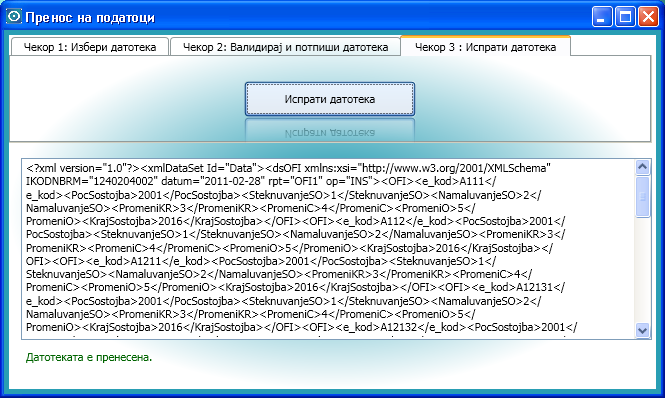 Пренос на податоци
Чекор 1: Избери датотека
Чекор 2: Валидирај и потпиши датотека
Чекор 3 : Испрати датотека
Испрати датотека
<?xml version="1.0"?><xmlDataSet Id="Data"><dsOFI xmlns:xsi="http://www.w3.org/2001/XMLSchema"
IKODNBRM="1240204002" datum="2011-02-28" rpt="OFI1" op="INS"><OFI><e_kod>A111</
e_kod><PocSostojba>2001</PocSostojba><SteknuvanjeSO>1</SteknuvanjeSO><NamaluvanjeSO>2</
NamaluvanjeSO><PromeniKR>3</PromeniKR><PromeniC>4</PromeniC><PromeniO>5</
PromeniO><KrajSostojba>2016</KrajSostojba></OFI><OFI><e_kod>A112</e_kod><PocSostojba>2001</
PocSostojba><SteknuvanjeSO>1</SteknuvanjeSO><NamaluvanjeSO>2</NamaluvanjeSO><PromeniKR>3</
PromeniKR><PromeniC>4</PromeniC><PromeniO>5</PromeniO><KrajSostojba>2016</KrajSostojba></
OFI><OFI><e_kod>A1211</e_kod><PocSostojba>2001</PocSostojba><SteknuvanjeSO>1</
SteknuvanjeSO><NamaluvanjeSO>2</NamaluvanjeSO><PromeniKR>3</PromeniKR><PromeniC>4</
PromeniC><PromeniO>5</PromeniO><KrajSostojba>2016</KrajSostojba></OFI><OFI><e_kod>A12131</
e_kod><PocSostojba>2001</PocSostojba><SteknuvanjeSO>1</SteknuvanjeSO><NamaluvanjeSO>2</
NamaluvanjeSO><PromeniKR>3</PromeniKR><PromeniC>4</PromeniC><PromeniO>5</
PromeniO><KrajSostojba>2016</KrajSostojba></OFI><OFI><e_kod>A12132</e_kod><PocSostojba>2001</
Датотеката е пренесена.